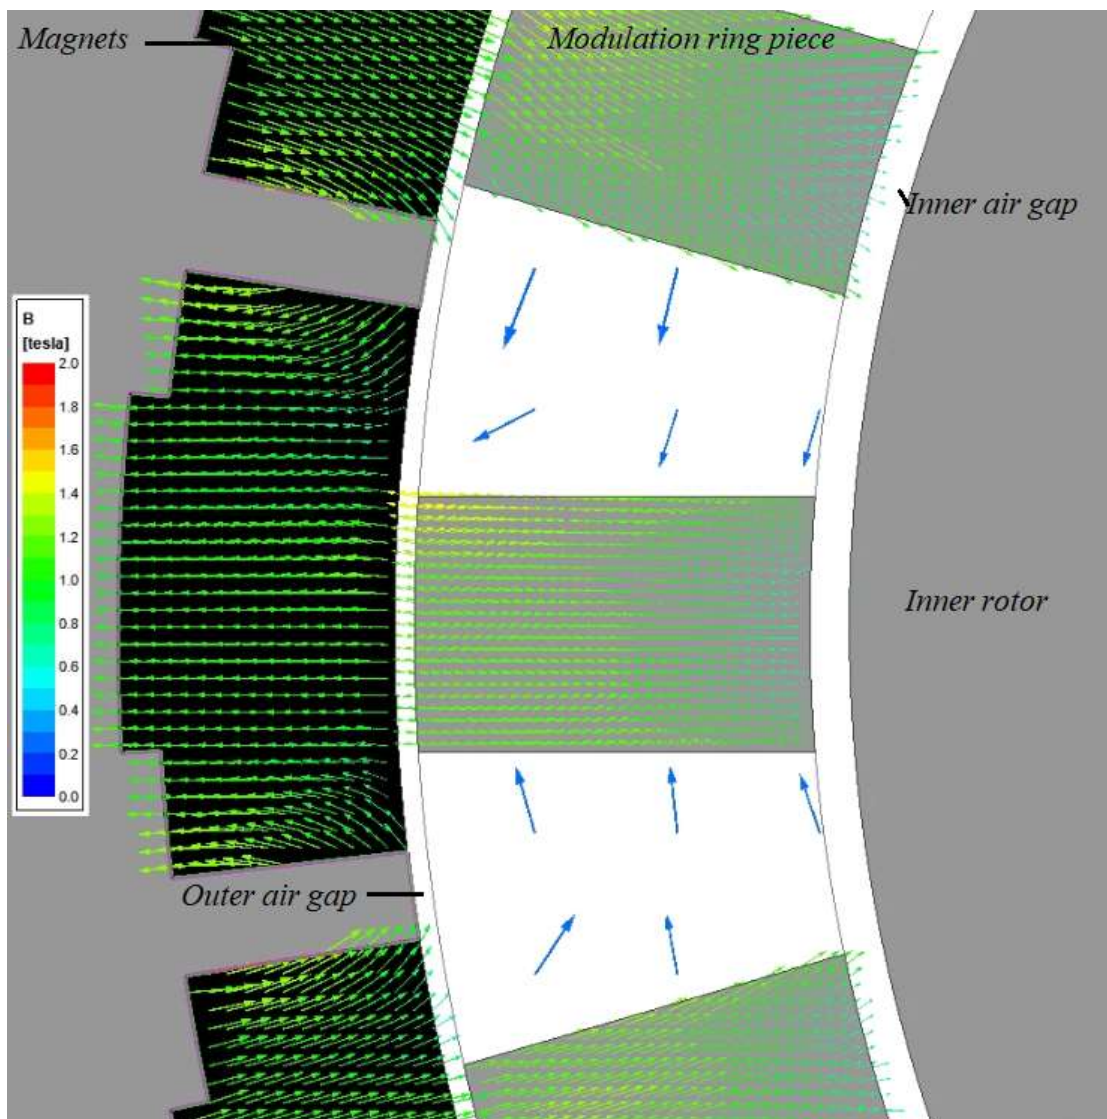 Magnets
Modulation ring piece
Inner air gap
B
[tesla]
2.0
1.8
1.6
1.4
1.2
1.0
0.8
0.6
0.4
0.2
0.0
Inner rotor
Outer air gap